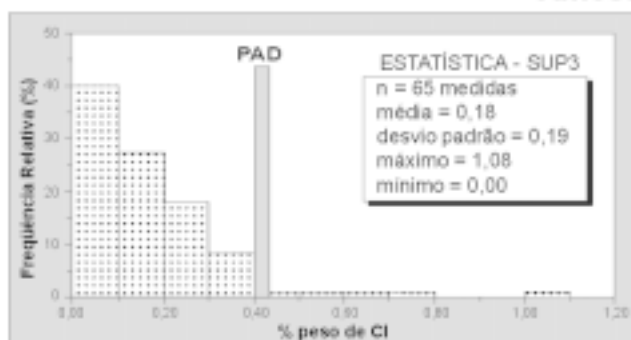 50
40
30
20
10
0
Freqüência Relativa (%)
PAD
ESTATÍSTICA - SUP3
n = 65 medidas
média = 0,18
desvio padrão = 0,19
máximo = 1,08
mínimo = 0,00
0,00
0,20
0,40
0,60
0,80
1,00
1,20
% peso de Cl